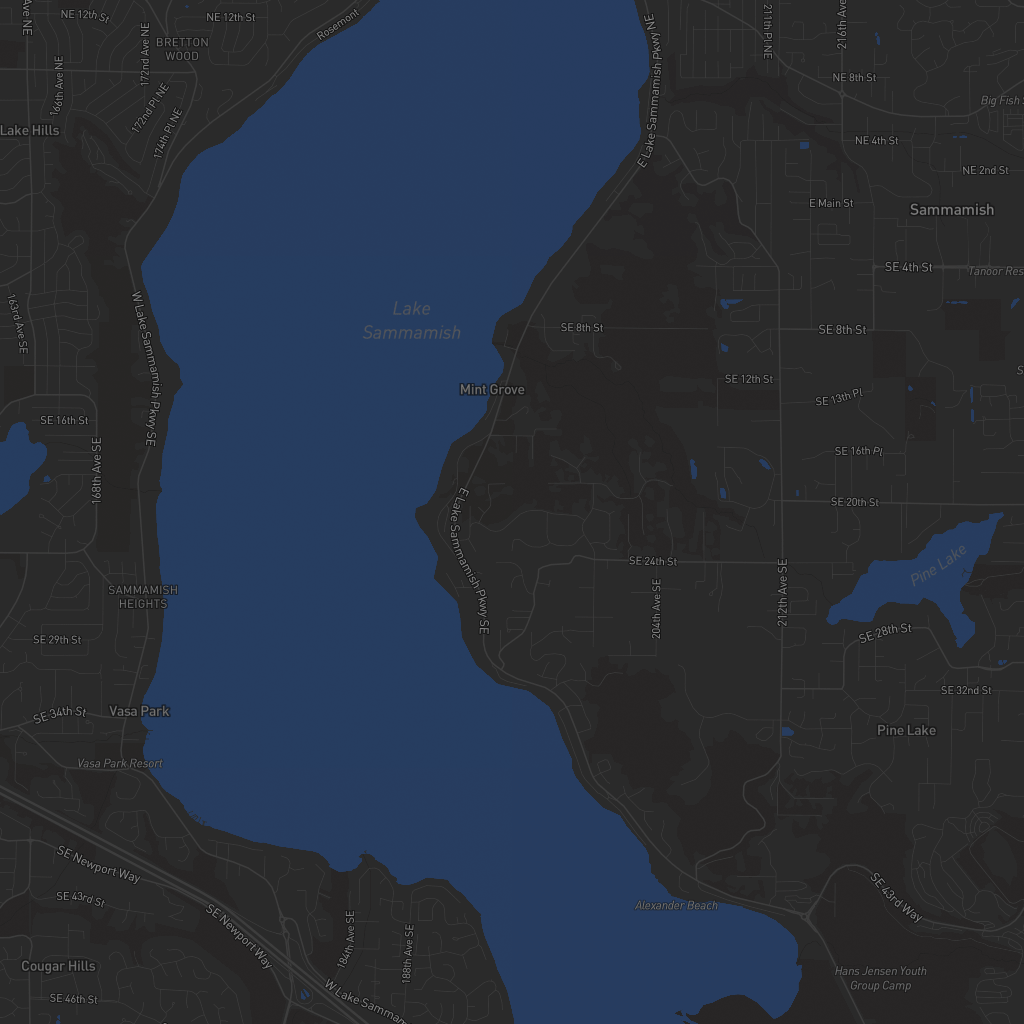 NE 12th St
NE 12th St
Rosemont
BRETTON
WOOD
172nd Ave NE
166th Ave NE
172nd Pl NE
174th Pl NE
Lake Hills
E Lake Sammamish Pkwy NE
E Lake Sammamish Pkwy NE
211th Pl NE
216th Ave
NE 8th St
Big Fish
NE 4th St
NE 2nd St
E Main St
Sammamish
SE 4th St
Tanoor Res
163rd Ave SE
W Lake Sammamish Pkwy SE
Lake
Sammamish
SE 8th St
SE 8th St
Mint Grove
SE 12th St
SE 13th Pl
SE 16th St
168th Ave SE
SE 16th Pl
SE 20th St
E Lake Sammamish Pkwy SE
SE 24th St
204th Ave SE
212th Ave SE
Pine Lake
SAMMAMISH
HEIGHTS
SE 28th St
SE 29th St
SE 32nd St
SE 34th St
Vasa Park
Pine Lake
Vasa Park Resort
SE Newport Way
SE 43rd St
SE Newport Way
184th Ave SE
188th Ave SE
Alexander Beach
SE 43rd Way
Cougar Hills
Hans Jensen Youth
Group Camp
SE 46th St
W Lake Samm